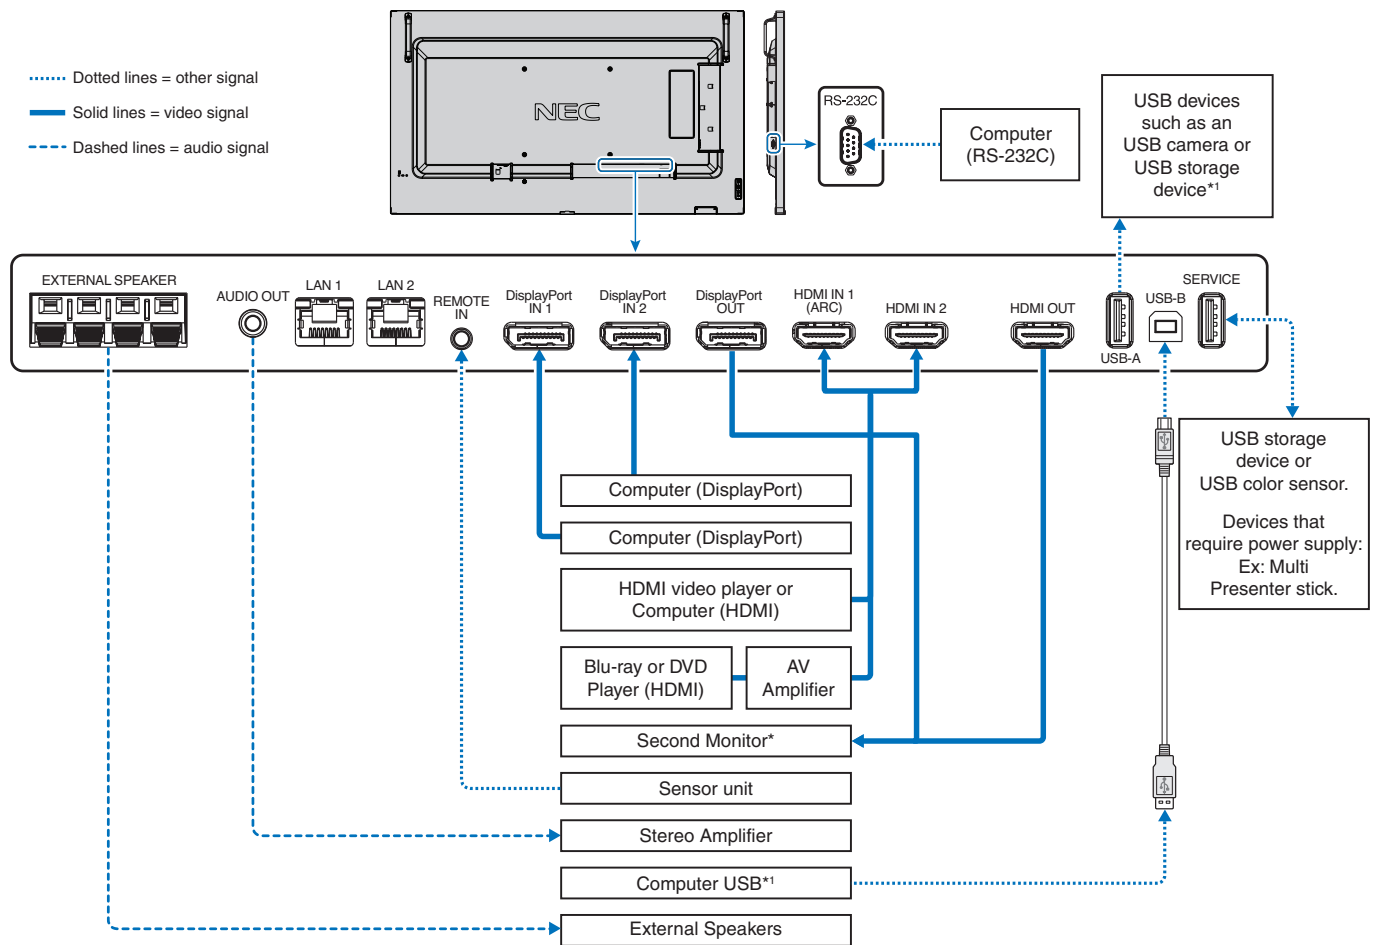 Dotted lines = other signal
Solid lines = video signal
Dashed lines = audio signal
NEC
RS-232C
Computer
(RS-232C)
USB devices
such as an
USB camera or
USB storage
device*1
EXTERNAL SPEAKER
AUDIO OUT
LAN 1
LAN 2
REMOTE
IN
DisplayPort
IN 1
DisplayPort
IN 2
DisplayPort
OUT
HDMI IN 1
(ARC)
HDMI IN 2
HDMI OUT
USB-A
USB-B
SERVICE
USB storage
device or
USB color sensor.
Devices that
require power supply:
Ex: Multi
Presenter stick.
Computer (DisplayPort)
Computer (DisplayPort)
HDMI video player or
Computer (HDMI)
Blu-ray or DVD
Player (HDMI)
AV
Amplifier
Second Monitor*
Sensor unit
Stereo Amplifier
Computer USB*1
External Speakers